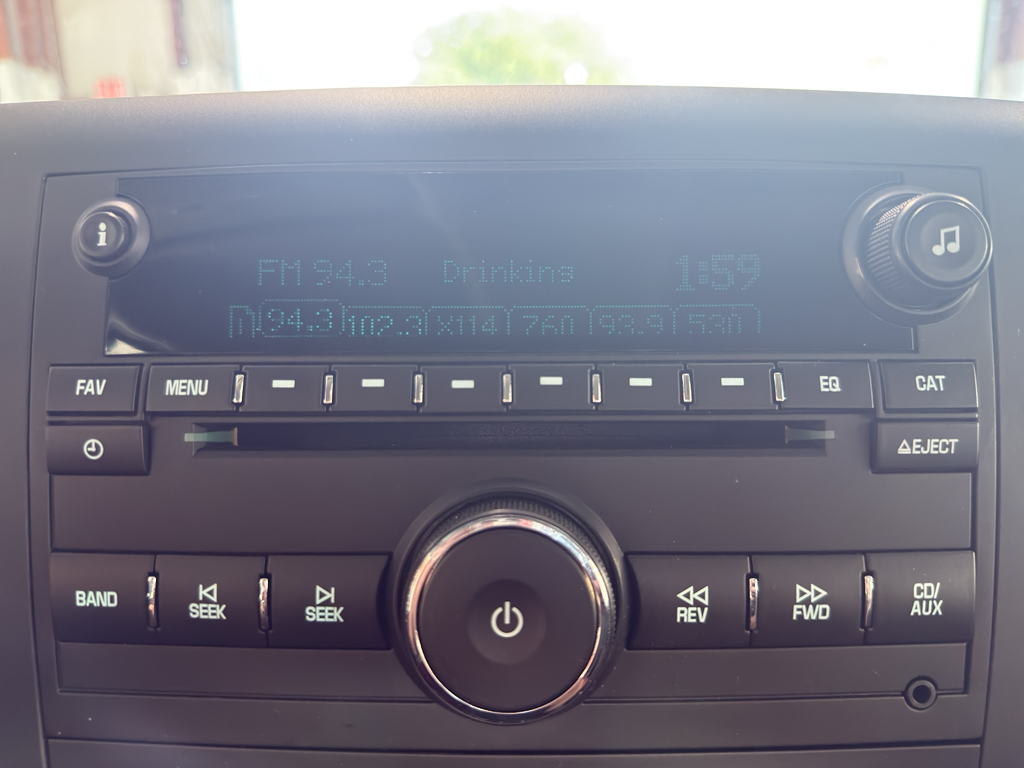 i
FM 94.3 Drinking 1:59
94.3 102.3 X114 760 93.9 530
FAV MENU EQ CAT
EJECT
BAND SEEK SEEK REV FWD CD/
AUX